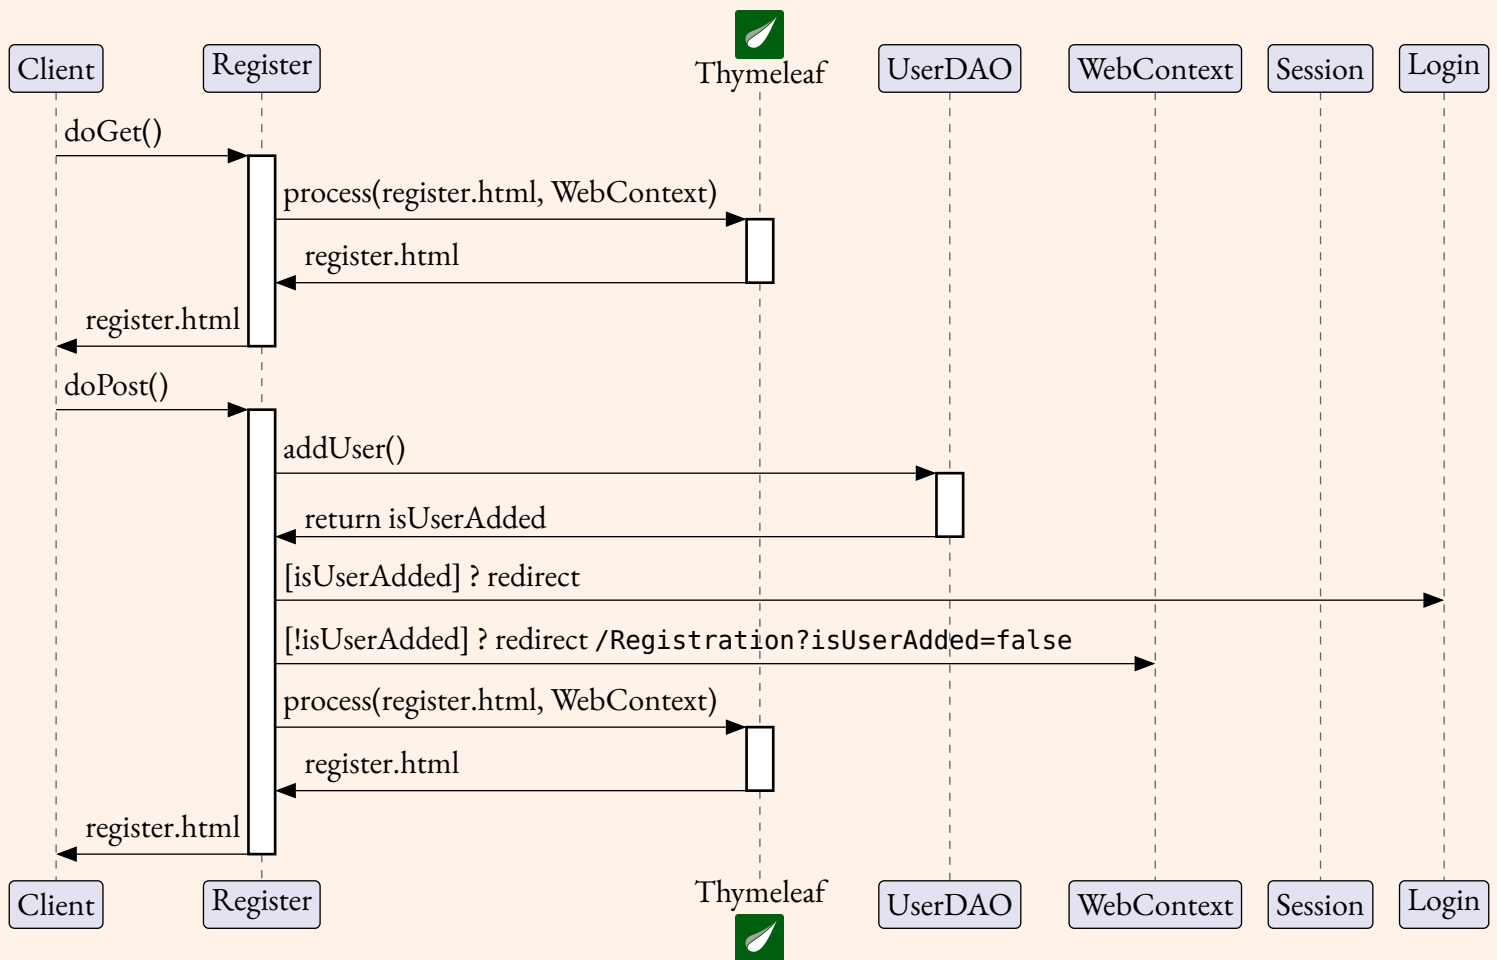 Client
Register
Thymeleaf
UserDAO
WebContext
Session
Login
doGet()
process(register.html, WebContext)
register.html
register.html
doPost()
addUser()
return isUserAdded
[isUserAdded] ? redirect
[!isUserAdded] ? redirect /Registration?isUserAdded=false
process(register.html, WebContext)
register.html
register.html
Client
Register
Thymeleaf
UserDAO
WebContext
Session
Login